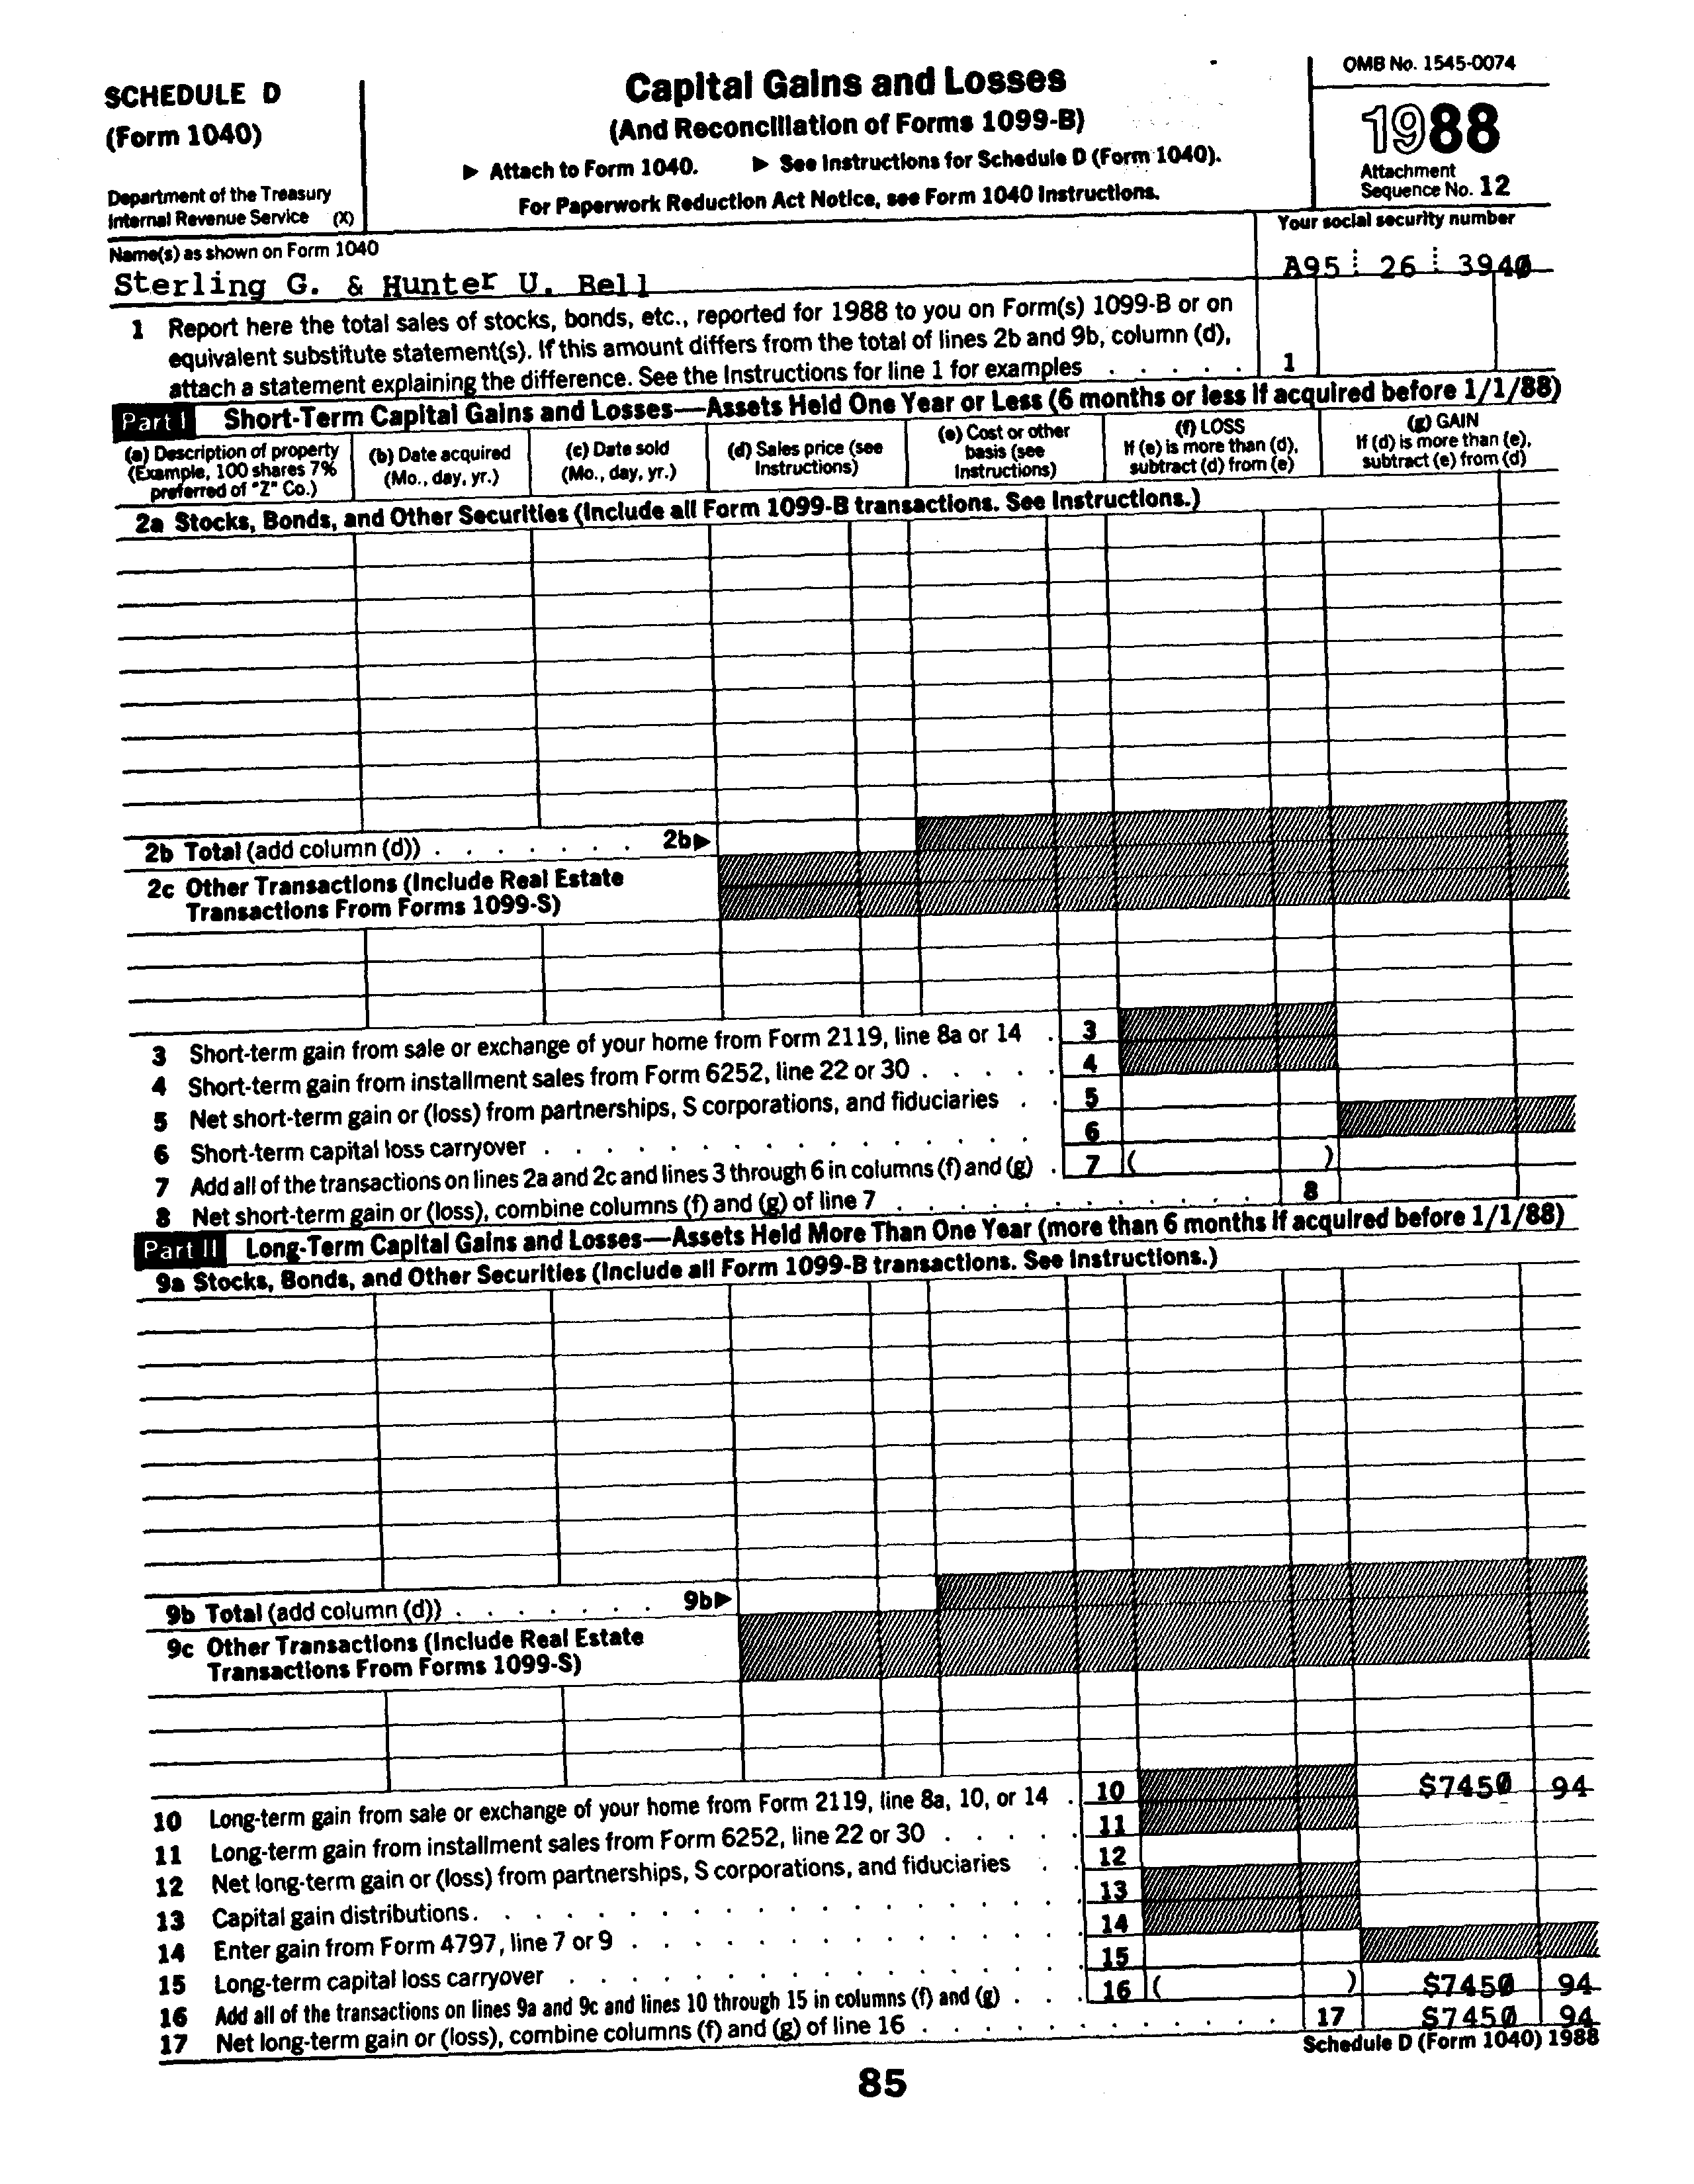 SCHEDULE D
(Form 1040)
Department of the Treasury
Internal Revenue Service (X)
Capital Gains and Losses
(And Reconciliation of Forms 1099-B)
▶ Attach to Form 1040. ▶ See Instructions for Schedule D (Form 1040).
For Paperwork Reduction Act Notice, see Form 1040 Instructions.
OMB No. 1545-0074
1988
Attachment
Sequence No. 12
Name(s) as shown on Form 1040
Sterling G. & Hunter U. Bell
Your social security number
A95 26 3940
1 Report here the total sales of stocks, bonds, etc., reported for 1988 to you on Form(s) 1099-B or on
equivalent substitute statement(s). If this amount differs from the total of lines 2b and 9b, column (d),
attach a statement explaining the difference. See the Instructions for line 1 for examples . . . . . 1
Part I Short-Term Capital Gains and Losses—Assets Held One Year or Less (6 months or less if acquired before 1/1/88)
(a) Description of property
(Example, 100 shares 7%
preferred of "Z" Co.)
(b) Date acquired
(Mo., day, yr.)
(c) Date sold
(Mo., day, yr.)
(d) Sales price (see
Instructions)
(e) Cost or other
basis (see
Instructions)
(f) LOSS
If (e) is more than (d),
subtract (d) from (e)
(g) GAIN
If (d) is more than (e),
subtract (e) from (d)
2a Stocks, Bonds, and Other Securities (Include all Form 1099-B transactions. See Instructions.)
2b Total (add column (d)) . . . . . . . 2b▶
2c Other Transactions (Include Real Estate
Transactions From Forms 1099-S)
3 Short-term gain from sale or exchange of your home from Form 2119, line 8a or 14 . 3
4 Short-term gain from installment sales from Form 6252, line 22 or 30 . . . . . 4
5 Net short-term gain or (loss) from partnerships, S corporations, and fiduciaries . . 5
6 Short-term capital loss carryover . . . . . . . . . . . . . . . 6
7 Add all of the transactions on lines 2a and 2c and lines 3 through 6 in columns (f) and (g) . 7 ( )
8 Net short-term gain or (loss), combine columns (f) and (g) of line 7 . . . . . . . . . . . 8
Part II Long-Term Capital Gains and Losses—Assets Held More Than One Year (more than 6 months if acquired before 1/1/88)
9a Stocks, Bonds, and Other Securities (Include all Form 1099-B transactions. See Instructions.)
9b Total (add column (d)) . . . . . . . 9b▶
9c Other Transactions (Include Real Estate
Transactions From Forms 1099-S)
10 Long-term gain from sale or exchange of your home from Form 2119, line 8a, 10, or 14 . 10 $7450 94
11 Long-term gain from installment sales from Form 6252, line 22 or 30 . . . . . 11
12 Net long-term gain or (loss) from partnerships, S corporations, and fiduciaries . . 12
13 Capital gain distributions. . . . . . . . . . . . . . . . . . 13
14 Enter gain from Form 4797, line 7 or 9 . . . . . . . . . . . . . 14
15 Long-term capital loss carryover . . . . . . . . . . . . . . . 15
16 Add all of the transactions on lines 9a and 9c and lines 10 through 15 in columns (f) and (g) . . . 16 ( ) $7450 94
17 Net long-term gain or (loss), combine columns (f) and (g) of line 16 . . . . . . . . . . . 17 $7450 94
Schedule D (Form 1040) 1988
85